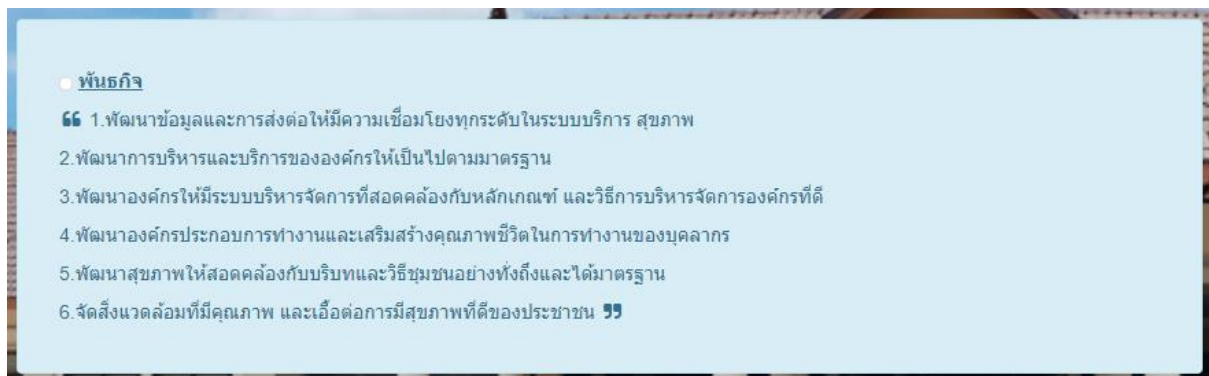 พันธกิจ
❝ 1.พัฒนาข้อมูลและการส่งต่อให้มีความเชื่อมโยงทุกระดับในระบบบริการ สุขภาพ
2.พัฒนาการบริหารและบริการขององค์กรให้เป็นไปตามมาตรฐาน
3.พัฒนาองค์กรให้มีระบบบริหารจัดการที่สอดคล้องกับหลักเกณฑ์ และวิธีการบริหารจัดการองค์กรที่ดี
4.พัฒนาองค์กรประกอบการทำงานและเสริมสร้างคุณภาพชีวิตในการทำงานของบุคลากร
5.พัฒนาสุขภาพให้สอดคล้องกับบริบทและวิธีชุมชนอย่างทั่งถึงและได้มาตรฐาน
6.จัดสิ่งแวดล้อมที่มีคุณภาพ และเอื้อต่อการมีสุขภาพที่ดีของประชาชน ❞